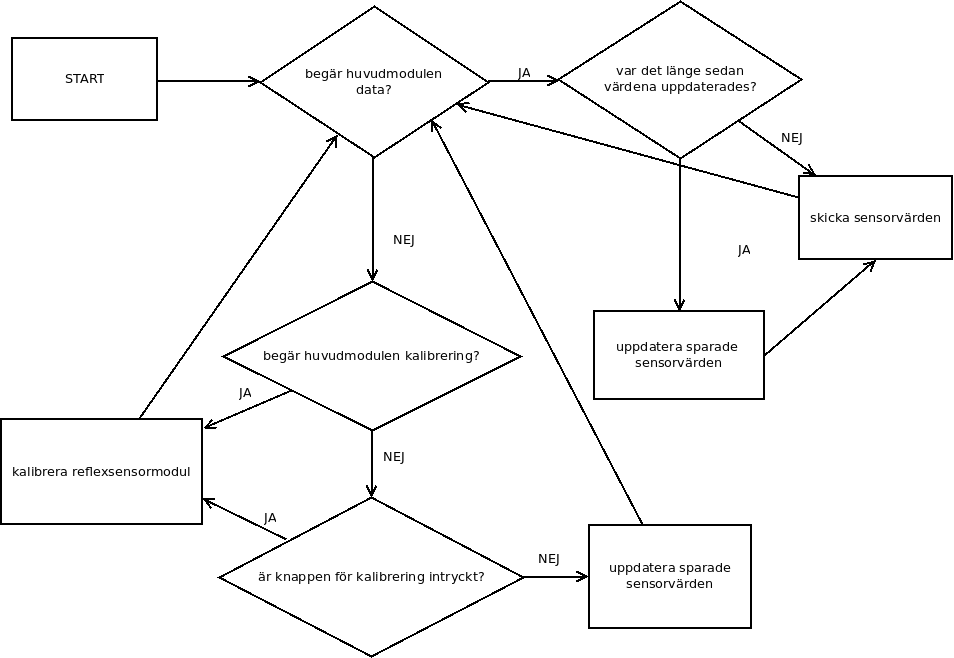 START
begär huvudmodulen
data?
JA
var det länge sedan
värdena uppdaterades?
NEJ
skicka sensorvärden
JA
uppdatera sparade
sensorvärden
NEJ
begär huvudmodulen kalibrering?
JA
kalibrera reflexsensormodul
NEJ
JA
är knappen för kalibrering intryckt?
NEJ
uppdatera sparade
sensorvärden